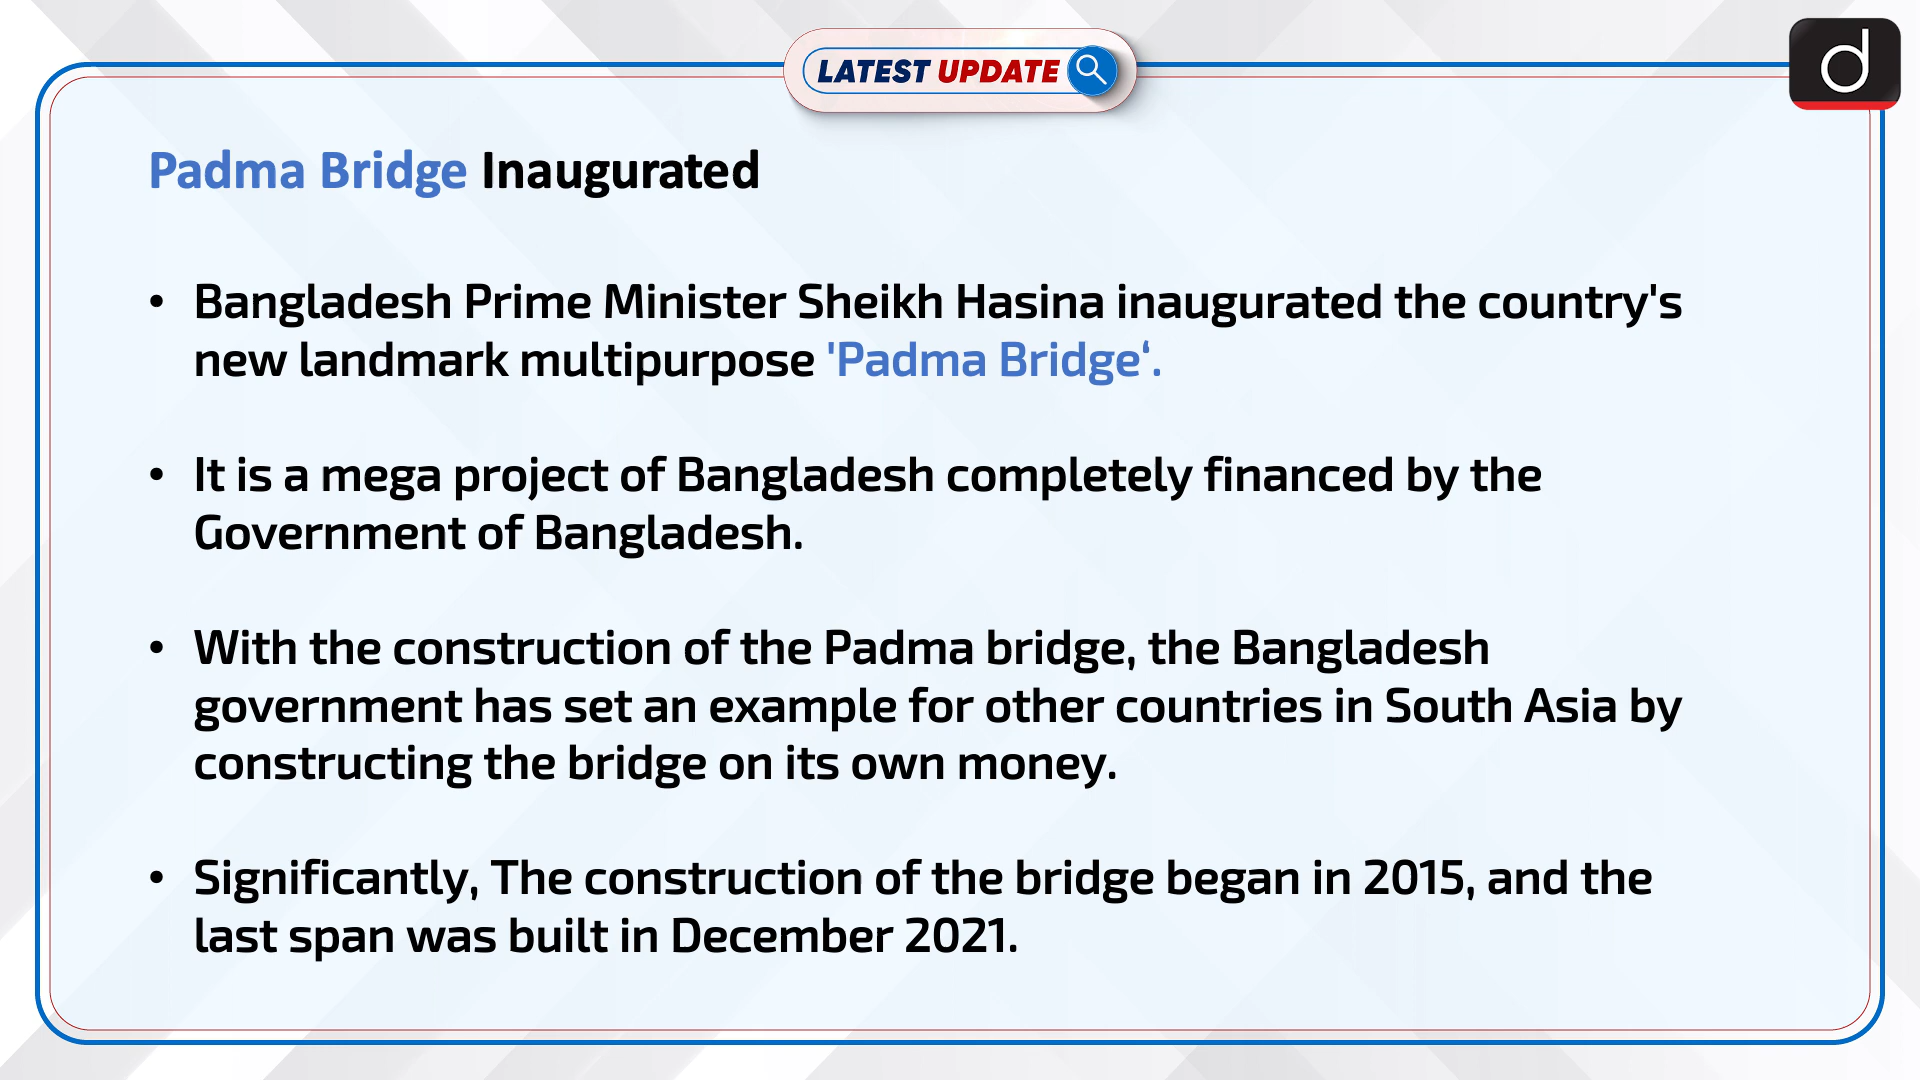 LATEST UPDATE
d
Padma Bridge Inaugurated
• Bangladesh Prime Minister Sheikh Hasina inaugurated the country's
new landmark multipurpose 'Padma Bridge‘.
• It is a mega project of Bangladesh completely financed by the
Government of Bangladesh.
• With the construction of the Padma bridge, the Bangladesh
government has set an example for other countries in South Asia by
constructing the bridge on its own money.
• Significantly, The construction of the bridge began in 2015, and the
last span was built in December 2021.